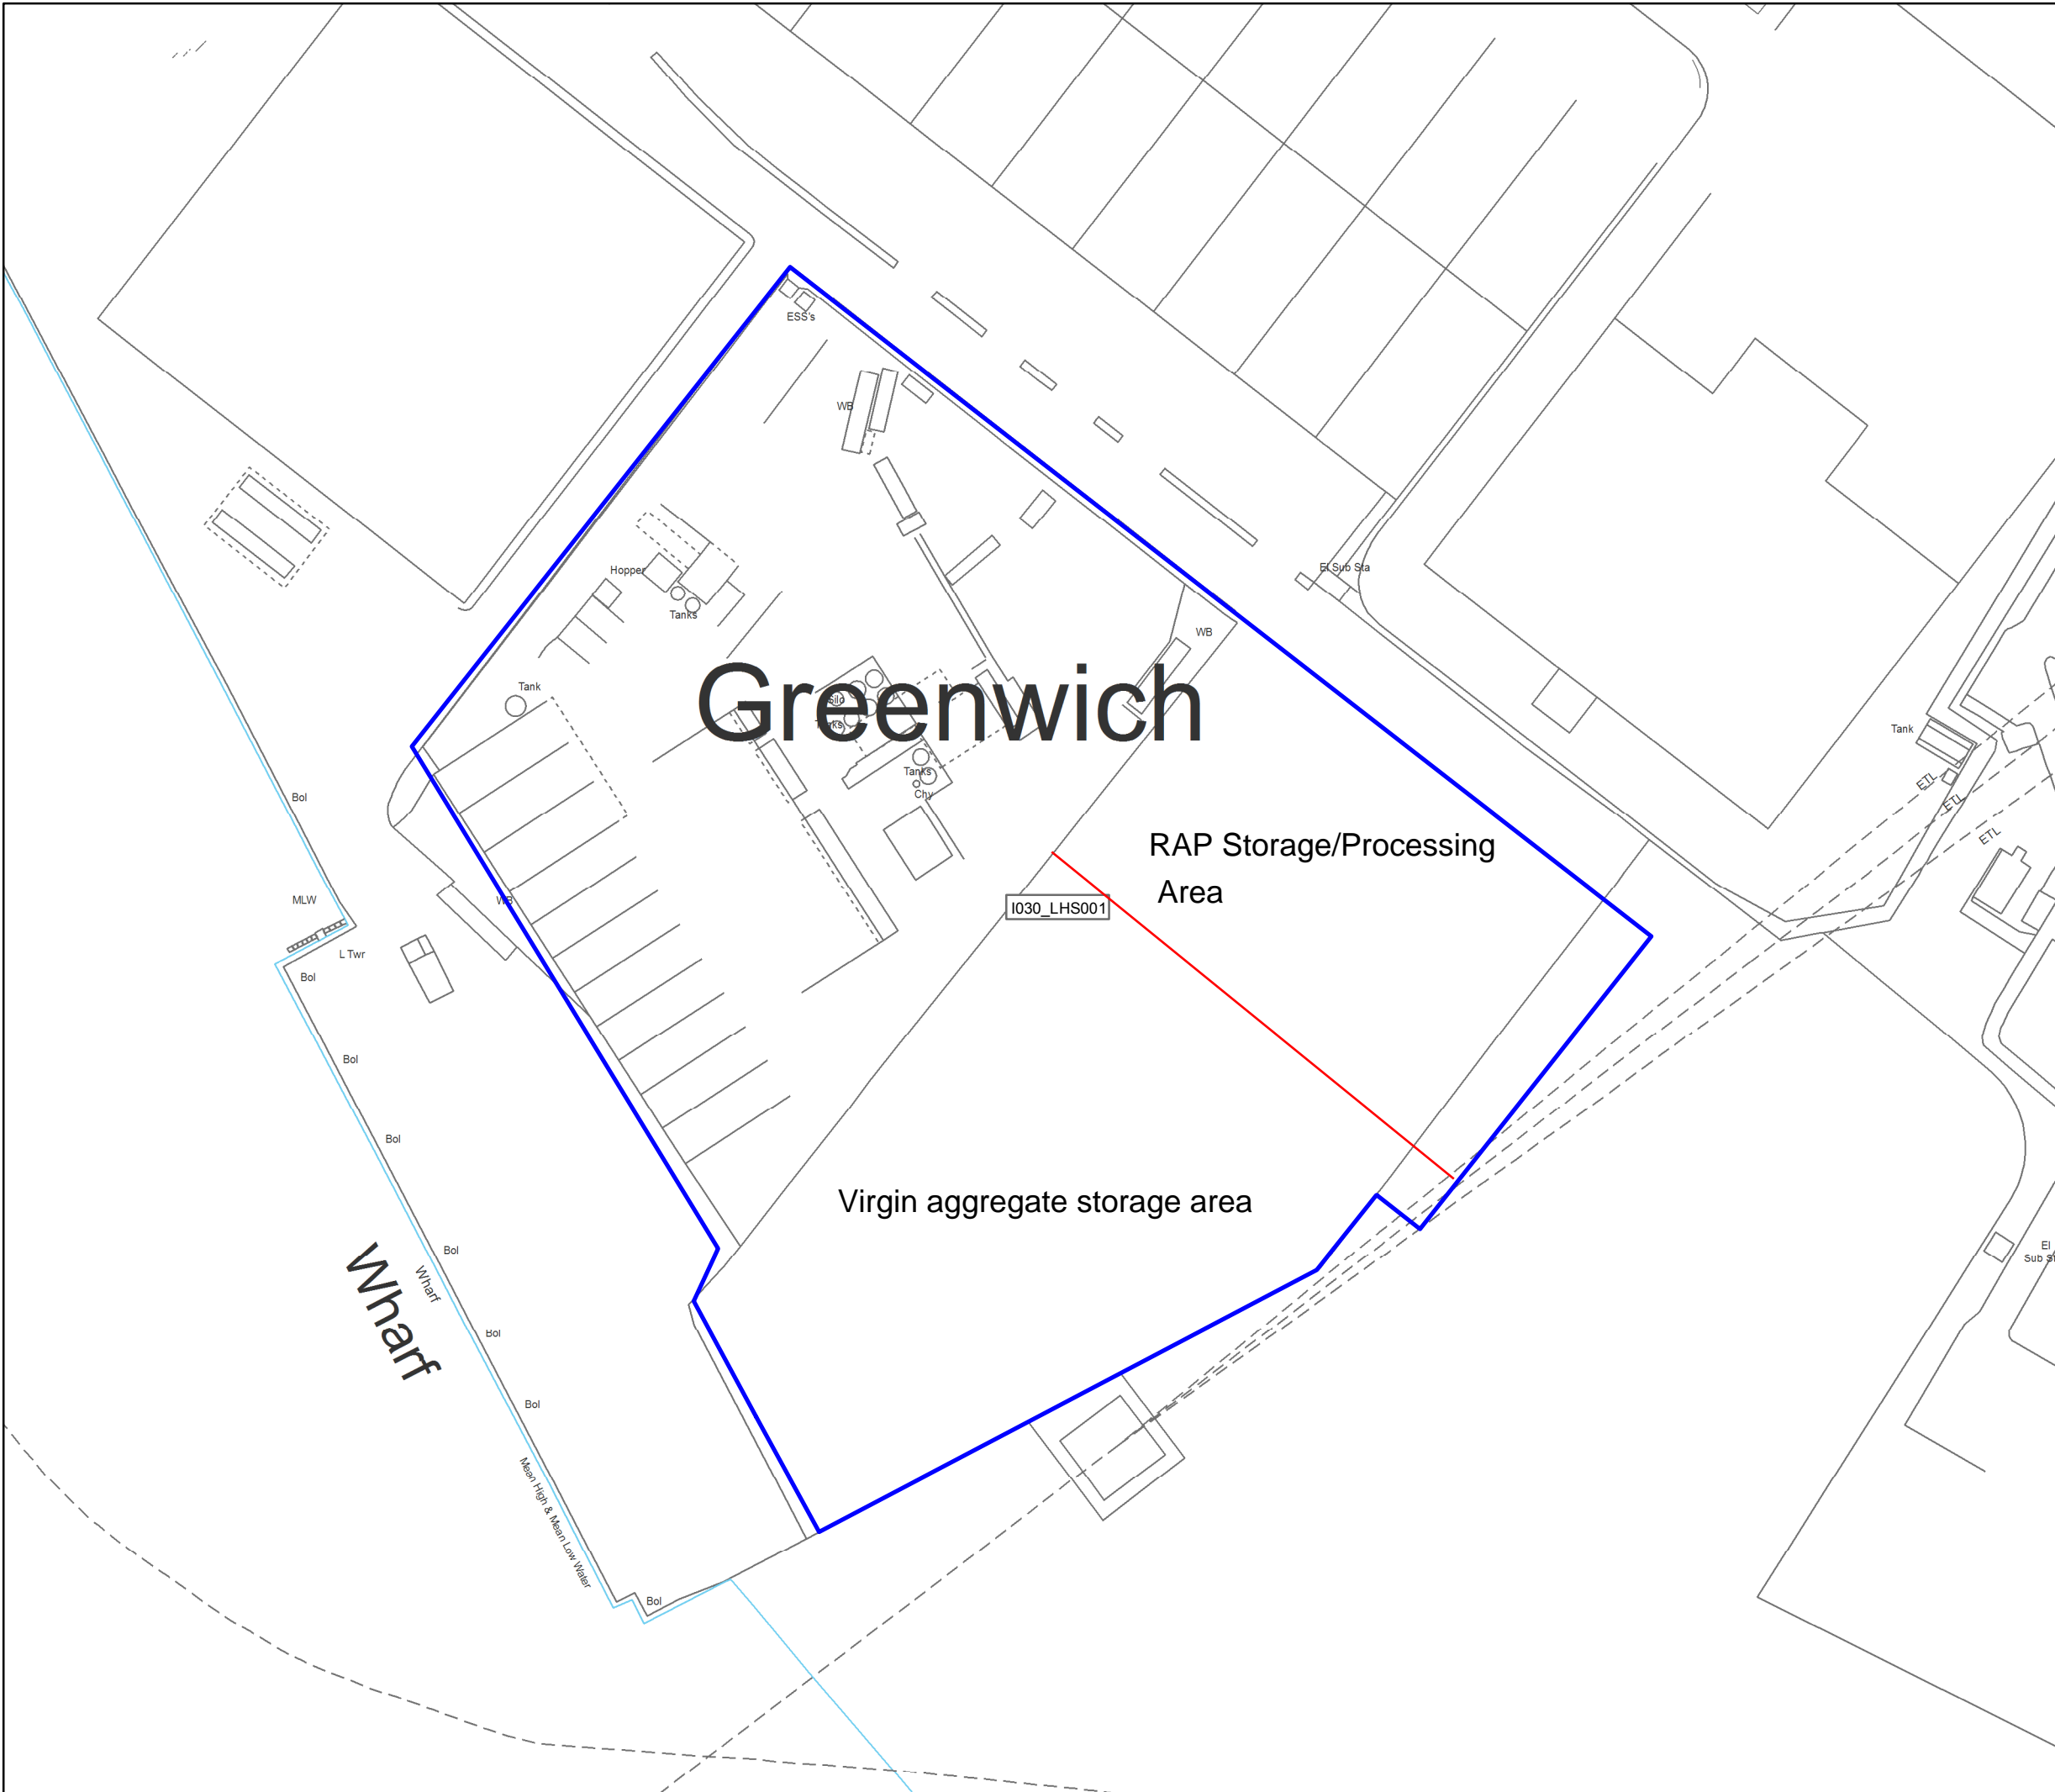 ESS's
WB
El Sub Sta
Hopper
Tanks
WB
Tank
Greenwich
Silo
Tanks
Tank
Tanks
ETL
Chy
ETL
Bol
ETL
RAP Storage/Processing
Area
MLW
WB
I030_LHS001
L Twr
Bol
Bol
Bol
Virgin aggregate storage area
Bol
El
Sub St
Wharf
Wharf
Bol
Bol
Mean High & Mean Low Water
Bol